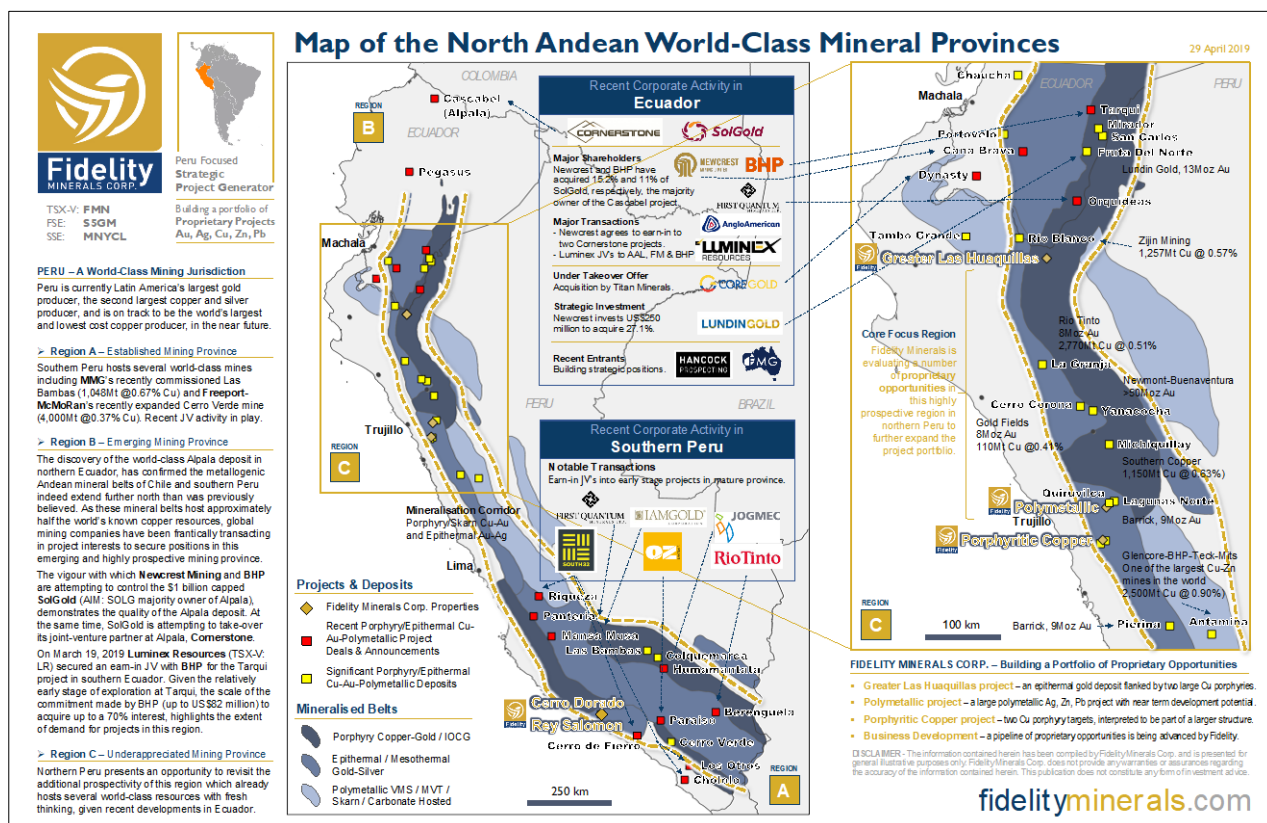 Fidelity
MINERALS CORP.
TSX-V: FMN
FSE: SSGM
SSE: MNYCL
Peru Focused
Strategic
Project Generator
Building a portfolio of
Proprietary Projects
Au, Ag, Cu, Zn, Pb
PERU – A World-Class Mining Jurisdiction
Peru is currently Latin America's largest gold
producer, the second largest copper and silver
producer, and is on track to be the world's largest
and lowest cost copper producer, in the near future.
➢ Region A – Established Mining Province
Southern Peru hosts several world-class mines
including MMG's recently commissioned Las
Bambas (1,048Mt @0.67% Cu) and Freeport-
McMoRan's recently expanded Cerro Verde mine
(4,000Mt @0.37% Cu). Recent JV activity in play.
➢ Region B – Emerging Mining Province
The discovery of the world-class Alpala deposit in
northern Ecuador, has confirmed the metallogenic
Andean mineral belts of Chile and southern Peru
indeed extend further north than was previously
believed. As these mineral belts host approximately
half the world's known copper resources, global
mining companies have been frantically transacting
in project interests to secure positions in this
emerging and highly prospective mining province.
The vigour with which Newcrest Mining and BHP
are attempting to control the $1 billion capped
SolGold (AIM: SOLG majority owner of Alpala),
demonstrates the quality of the Alpala deposit. At
the same time, SolGold is attempting to take-over
its joint-venture partner at Alpala, Cornerstone.
On March 19, 2019 Luminex Resources (TSX-V:
LR) secured an earn-in JV with BHP for the Tarqui
project in southern Ecuador. Given the relatively
early stage of exploration at Tarqui, the scale of the
commitment made by BHP (up to US$82 million) to
acquire up to a 70% interest, highlights the extent
of demand for projects in this region.
➢ Region C – Underappreciated Mining Province
Northern Peru presents an opportunity to revisit the
additional prospectivity of this region which already
hosts several world-class resources with fresh
thinking, given recent developments in Ecuador.
Map of the North Andean World-Class Mineral Provinces
29 April 2019
COLOMBIA
REGION
B
Cascabel
(Alpala)
ECUADOR
Pegasus
Machala
PERU
BRAZIL
Trujillo
REGION
C
Mineralisation Corridor
Porphyry/Skarn Cu-Au
and Epithermal Au-Ag
Lima
Riqueza
Panteria
Mansa Musa
Las Bambas
Colquemarca
Humamantata
Cerro Dorado
Rey Salomon
Paraiso
Berenguela
Cerro de Fierro
Cerro Verde
Los Otros
Chololo
REGION
A
250 km
Recent Corporate Activity in
Ecuador
CORNERSTONE
SolGold
Major Shareholders
Newcrest and BHP have
acquired 15.2% and 11% of
SolGold, respectively, the majority
owner of the Cascabel project.
NEWCREST
BHP
FIRST QUANTUM
Major Transactions
- Newcrest agrees to earn-in to
two Cornerstone projects.
- Luminex JV's to AAL, FM & BHP
AngloAmerican
LUMINEX
RESOURCES
Under Takeover Offer
Acquisition by Titan Minerals.
COREGOLD
Strategic Investment
Newcrest invests US$250
million to acquire 27.1%.
LUNDINGOLD
Recent Entrants
Building strategic positions.
HANCOCK
PROSPECTING
FMG
Recent Corporate Activity in
Southern Peru
Notable Transactions
Earn-in JV's into early stage projects in mature province.
FIRST QUANTUM
IAMGOLD
JOGMEC
SOUTH32
OZ
RioTinto
Projects & Deposits
Fidelity Minerals Corp. Properties
Recent Porphyry/Epithermal Cu-
Au-Polymetallic Project
Deals & Announcements
Significant Porphyry/Epithermal
Cu-Au-Polymetallic Deposits
Mineralised Belts
Porphyry Copper-Gold / IOCG
Epithermal / Mesothermal
Gold-Silver
Polymetallic VMS / MVT /
Skarn / Carbonate Hosted
Chaucha
ECUADOR
PERU
Machala
Tarqui
Mirador
San Carlos
Portovelo
Cana Brava
Fruta Del Norte
Lundin Gold, 13Moz Au
Dynasty
Orquideas
Tambo Grande
Rio Blanco
Zijin Mining
1,257Mt Cu @ 0.57%
Fidelity
Greater Las Huaquillas
Rio Tinto
8Moz Au
2,770Mt Cu @ 0.51%
Core Focus Region
Fidelity Minerals is
evaluating a number
of proprietary
opportunities in
this highly
prospective region in
northern Peru to
further expand the
project portfolio.
La Granja
Newmont-Buenaventura
>50Moz Au
Cerro Corona
Yanacocha
Gold Fields
8Moz Au
110Mt Cu @0.41%
Michiquillay
Southern Copper
1,150Mt Cu @ 0.63%)
Quiruvilca
Lagunas Norte
Fidelity
Polymetallic
Trujillo
Barrick, 9Moz Au
Fidelity
Porphyritic Copper
Glencore-BHP-Teck-Mits
One of the largest Cu-Zn
mines in the world
2,500Mt Cu @ 0.90%)
REGION
C
100 km
Barrick, 9Moz Au
Pierina
Antamina
FIDELITY MINERALS CORP. – Building a Portfolio of Proprietary Opportunities
▪ Greater Las Huaquillas project – an epithermal gold deposit flanked by two large Cu porphyries.
▪ Polymetallic project – a large polymetallic Ag, Zn, Pb project with near term development potential.
▪ Porphyritic Copper project – two Cu porphyry targets, interpreted to be part of a larger structure.
▪ Business Development – a pipeline of proprietary opportunities is being advanced by Fidelity.
DISCLAIMER - The information contained herein has been compiled by Fidelity Minerals Corp. and is presented for
general illustrative purposes only; Fidelity Minerals Corp. does not provide any warranties or assurances regarding
the accuracy of the information contained herein. This publication does not constitute any form of investment advice.
fidelityminerals.com